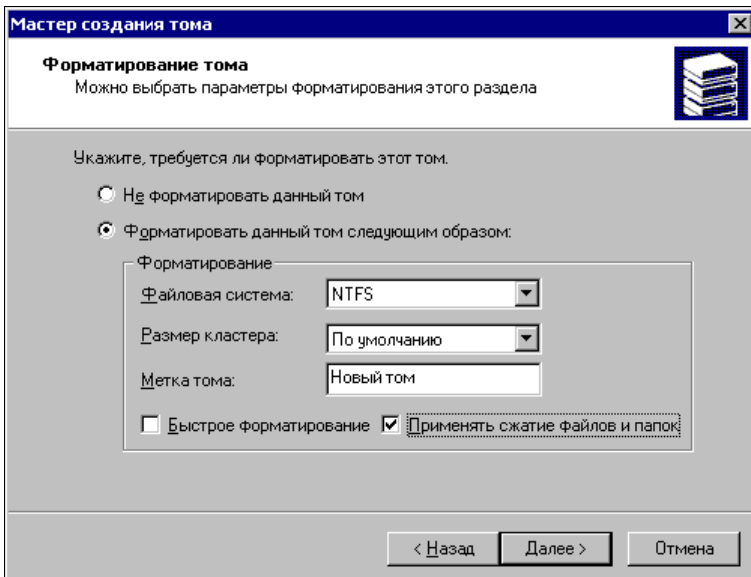 Мастер создания тома
Форматирование тома
Можно выбрать параметры форматирования этого раздела
Укажите, требуется ли форматировать этот том.
Не форматировать данный том
Форматировать данный том следующим образом:
Форматирование
Файловая система: NTFS
Размер кластера: По умолчанию
Метка тома: Новый том
Быстрое форматирование Применять сжатие файлов и папок
< Назад Далее > Отмена